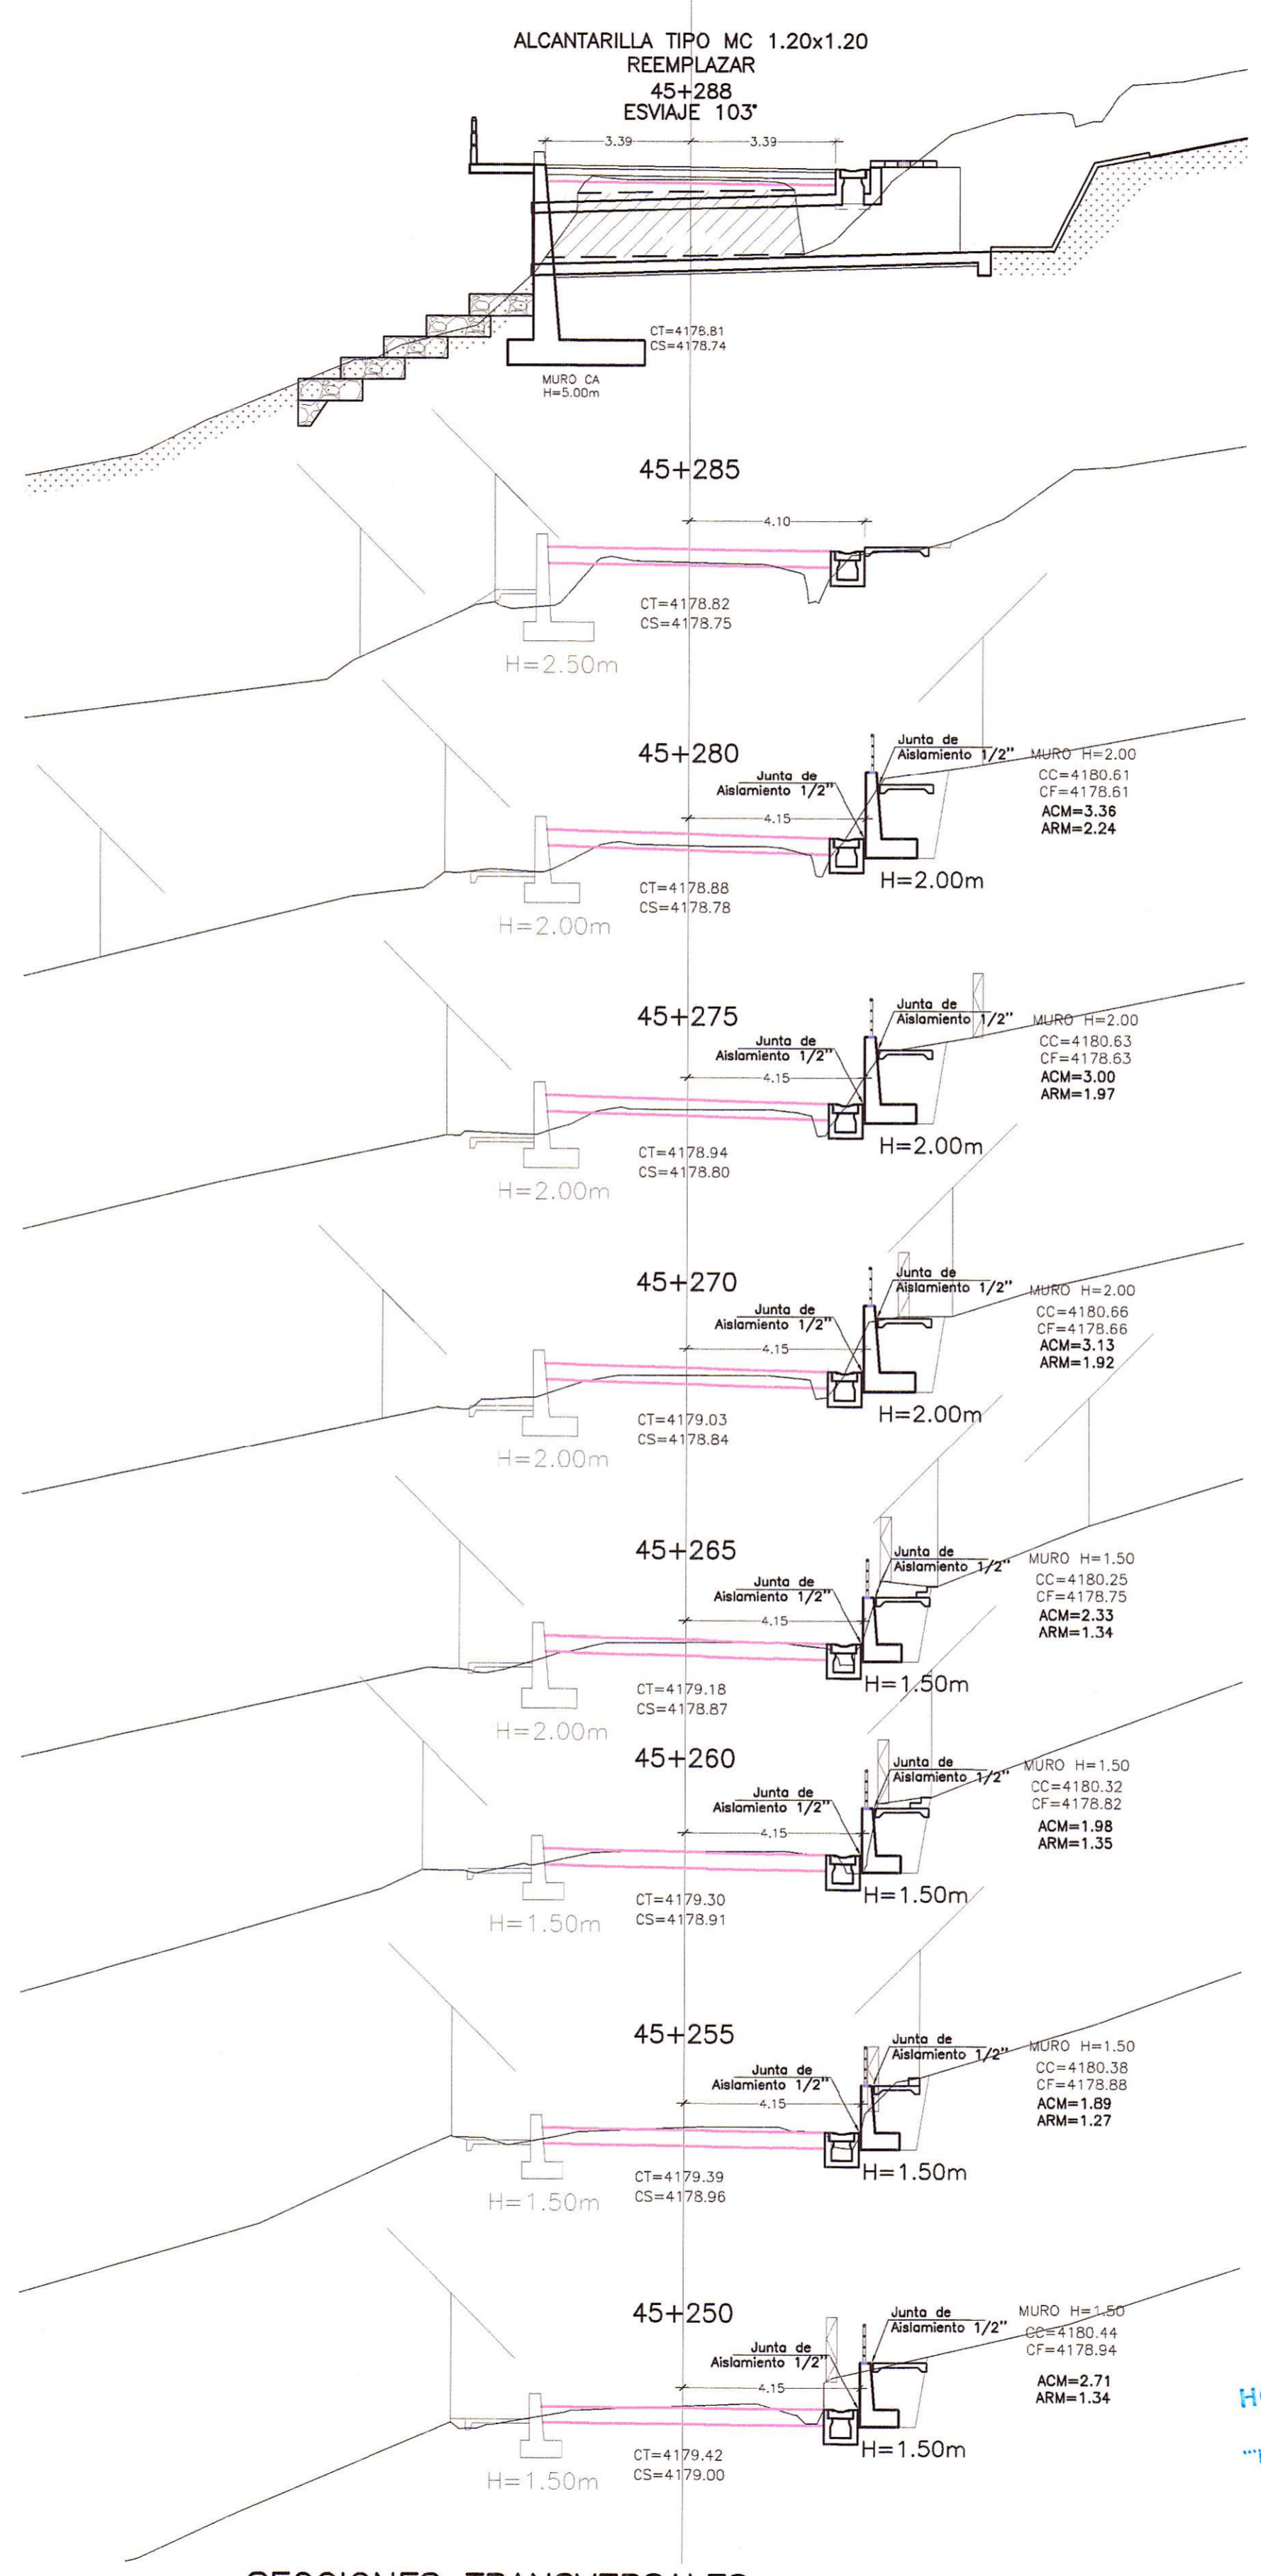 ALCANTARILLA TIPO MC 1.20x1.20
REEMPLAZAR
45+288
ESVIAJE 103°
3.39 3.39
CT=4178.81
CS=4178.74
MURO CA
H=5.00m
45+285
4.10
CT=4178.82
CS=4178.75
H=2.50m
45+280
Junta de
Aislamiento 1/2"
MURO H=2.00
CC=4180.61
CF=4178.61
ACM=3.36
ARM=2.24
Junta de
Aislamiento 1/2"
4.15
H=2.00m
CT=4178.88
CS=4178.78
H=2.00m
45+275
Junta de
Aislamiento 1/2"
MURO H=2.00
CC=4180.63
CF=4178.63
ACM=3.00
ARM=1.97
Junta de
Aislamiento 1/2"
4.15
H=2.00m
CT=4178.94
CS=4178.80
H=2.00m
45+270
Junta de
Aislamiento 1/2"
MURO H=2.00
CC=4180.66
CF=4178.66
ACM=3.13
ARM=1.92
Junta de
Aislamiento 1/2"
4.15
H=2.00m
CT=4179.03
CS=4178.84
H=2.00m
45+265
Junta de
Aislamiento 1/2"
MURO H=1.50
CC=4180.25
CF=4178.75
ACM=2.33
ARM=1.34
Junta de
Aislamiento 1/2"
4.15
H=1.50m
CT=4179.18
CS=4178.87
H=2.00m
45+260
Junta de
Aislamiento 1/2"
MURO H=1.50
CC=4180.32
CF=4178.82
ACM=1.98
ARM=1.35
Junta de
Aislamiento 1/2"
4.15
H=1.50m
CT=4179.30
CS=4178.91
H=1.50m
45+255
Junta de
Aislamiento 1/2"
MURO H=1.50
CC=4180.38
CF=4178.88
ACM=1.89
ARM=1.27
Junta de
Aislamiento 1/2"
4.15
H=1.50m
CT=4179.39
CS=4178.96
H=1.50m
45+250
Junta de
Aislamiento 1/2"
MURO H=1.50
CC=4180.44
CF=4178.94
ACM=2.71
ARM=1.34
Junta de
Aislamiento 1/2"
4.15
H=1.50m
CT=4179.42
CS=4179.00
H=1.50m
SECCIONES TRANSVERSALES